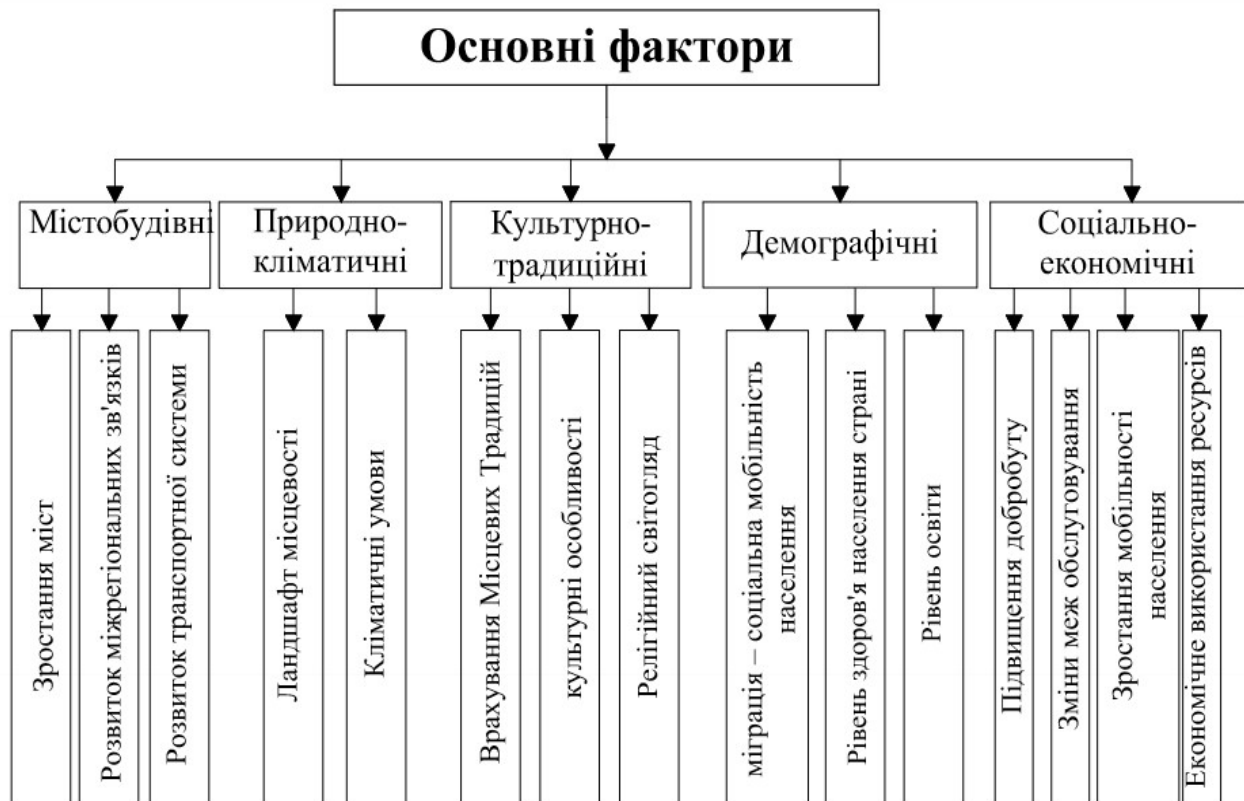 Основні фактори
Містобудівні
Природно-
кліматичні
Культурно-
традиційні
Демографічні
Соціально-
економічні
Зростання міст
Розвиток міжрегіональних зв'язків
Розвиток транспортної системи
Ландшафт місцевості
Кліматичні умови
Врахування Місцевих Традицій
культурні особливості
Релігійний світогляд
міграція – соціальна мобільність
населення
Рівень здоров'я населення страні
Рівень освіти
Підвищення добробуту
Зміни меж обслуговування
Зростання мобільності
населення
Економічне використання ресурсів